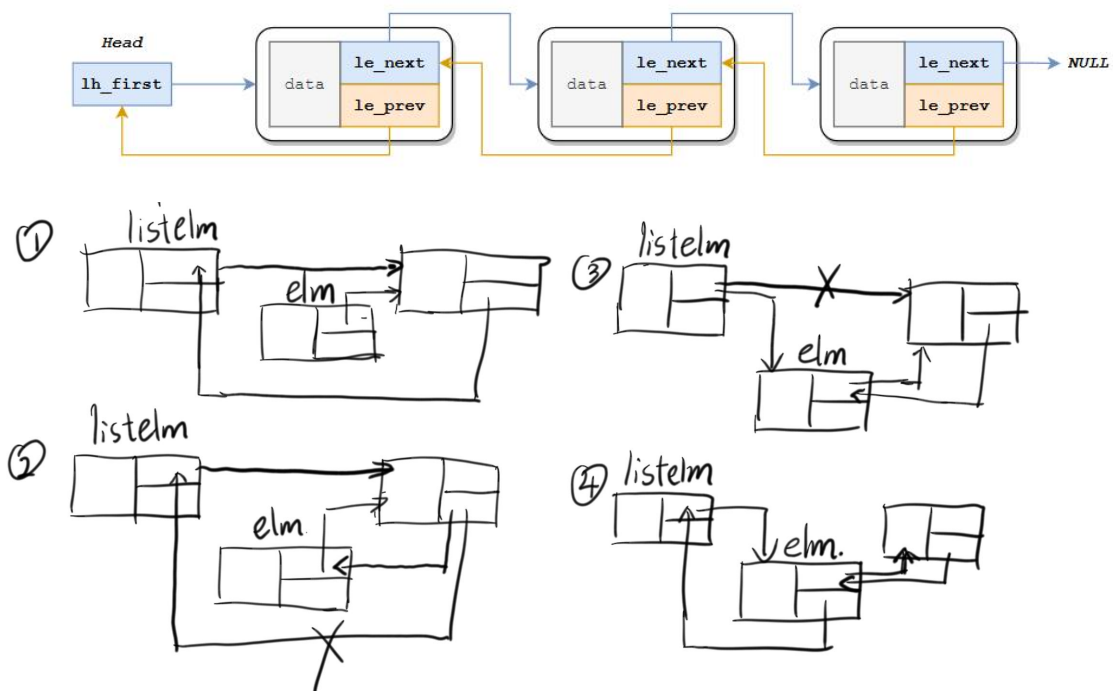 Head
lh_first
data
le_next
le_prev
data
le_next
le_prev
data
le_next
le_prev
NULL
① listelm
elm
② listelm
elm
③ listelm
elm
④ listelm
elm.